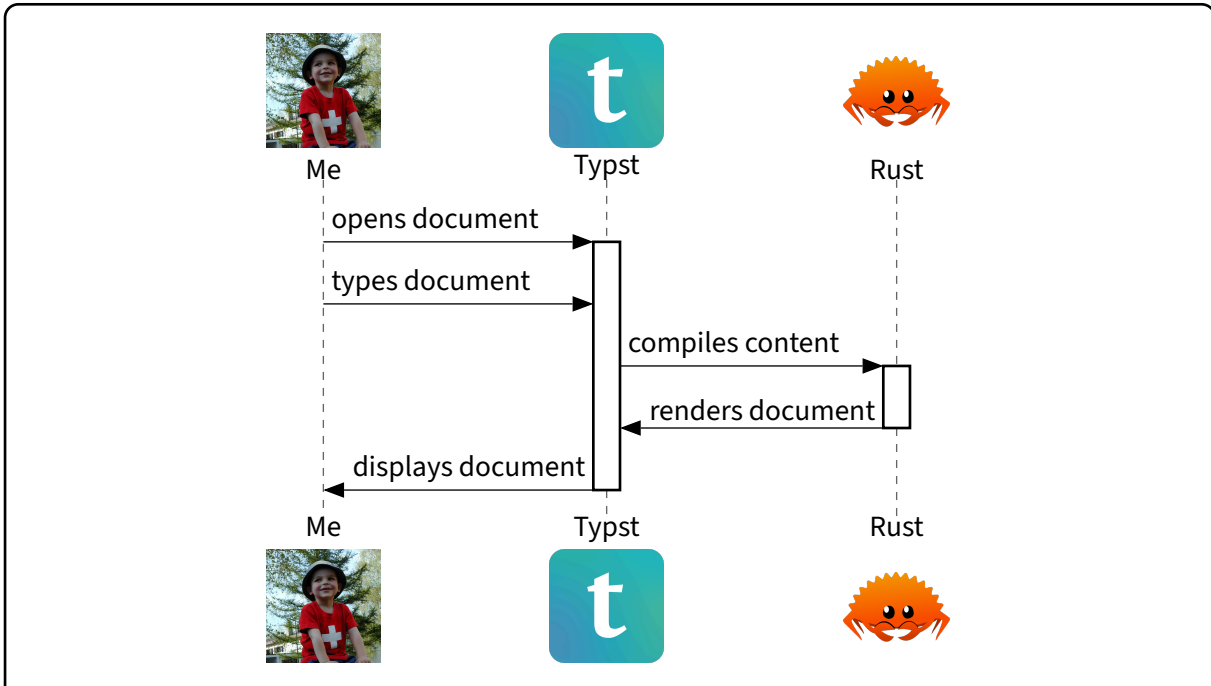 t
Me
Typst
Rust
opens document
types document
compiles content
renders document
displays document
Me
Typst
Rust
t